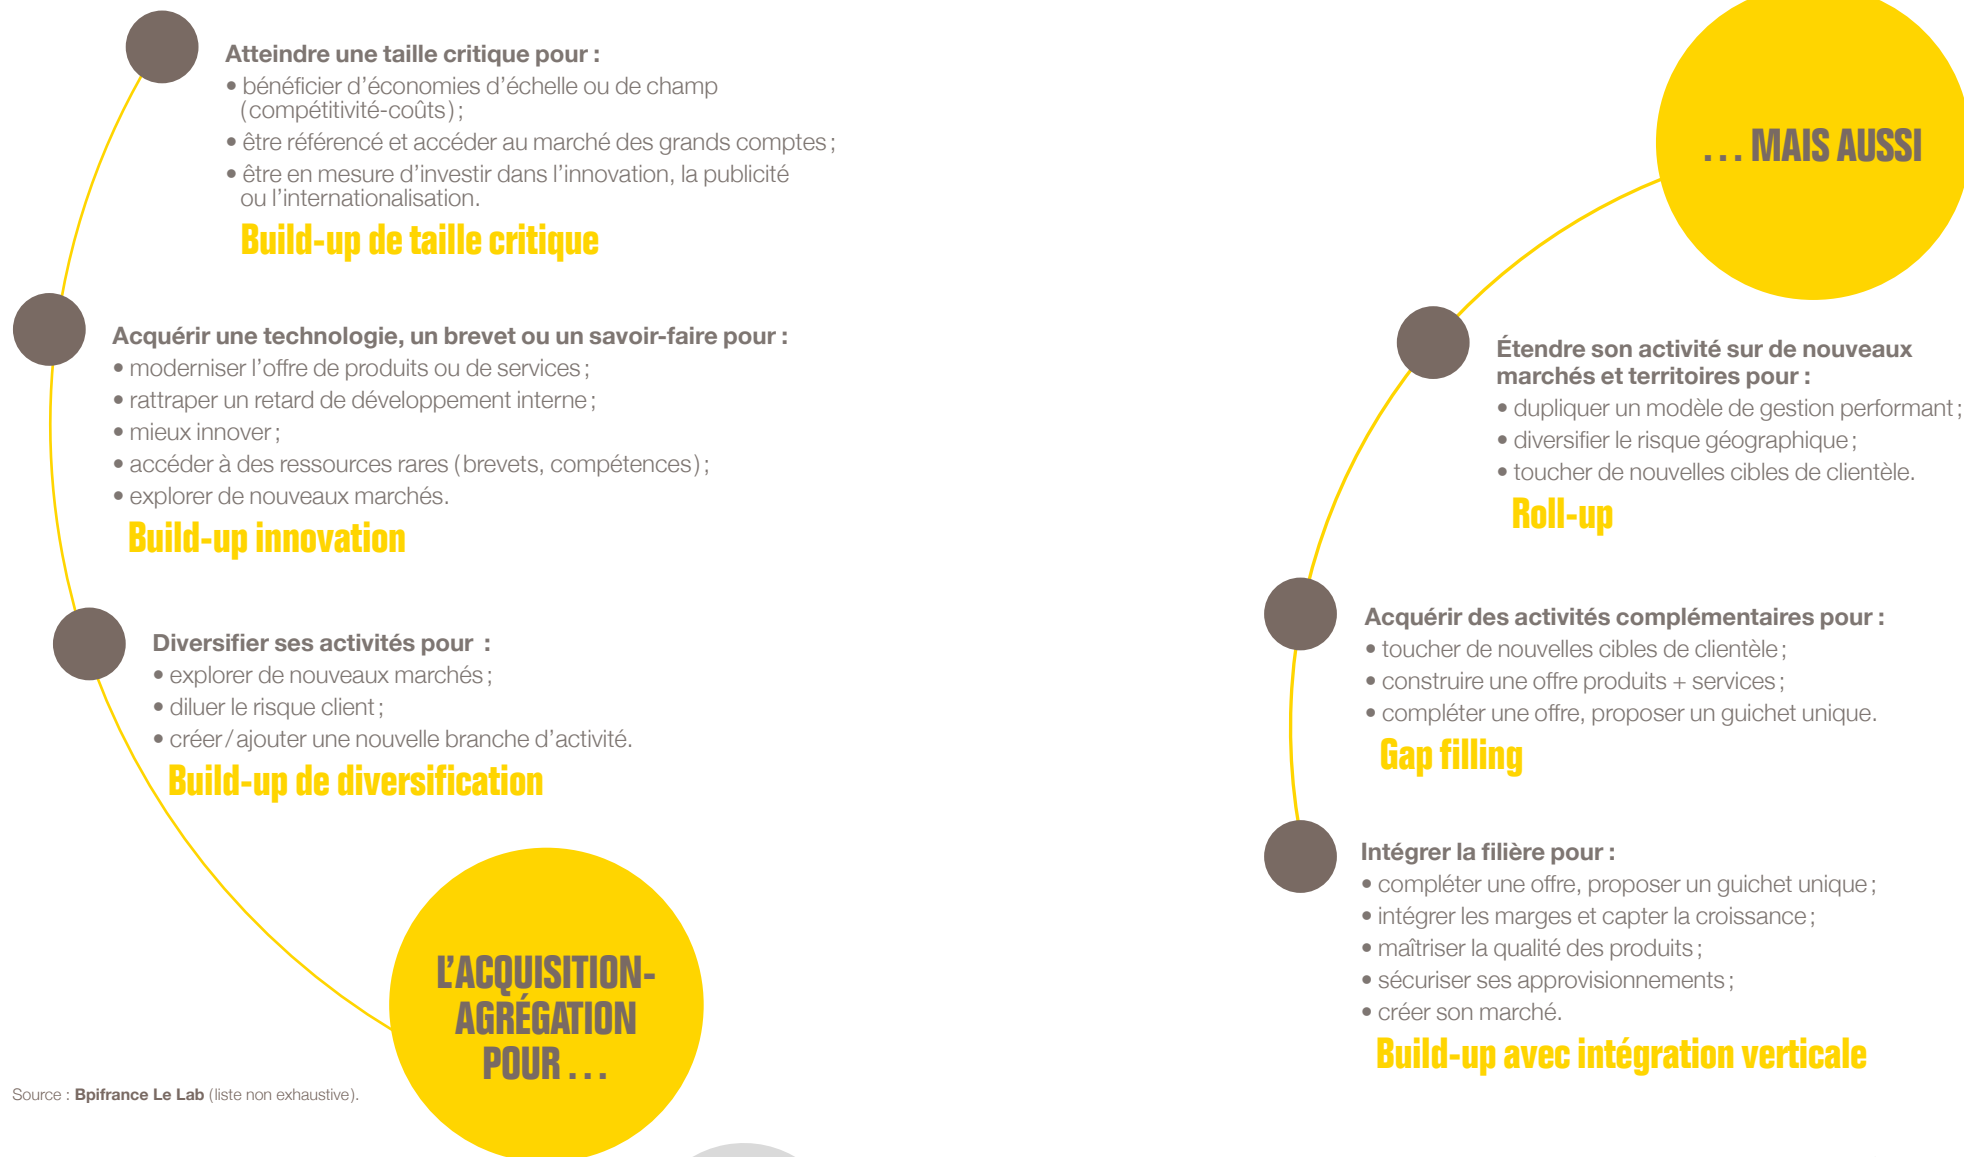 Atteindre une taille critique pour :
• bénéficier d’économies d’échelle ou de champ
(compétitivité-coûts) ;
• être référencé et accéder au marché des grands comptes ;
• être en mesure d’investir dans l’innovation, la publicité
ou l’internationalisation.
Build-up de taille critique
Acquérir une technologie, un brevet ou un savoir-faire pour :
• moderniser l’offre de produits ou de services ;
• rattraper un retard de développement interne ;
• mieux innover ;
• accéder à des ressources rares (brevets, compétences) ;
• explorer de nouveaux marchés.
Build-up innovation
Diversifier ses activités pour :
• explorer de nouveaux marchés ;
• diluer le risque client ;
• créer / ajouter une nouvelle branche d’activité.
Build-up de diversification
L’ACQUISITION-
AGRÉGATION
POUR . . .
Source : Bpifrance Le Lab (liste non exhaustive).
. . . MAIS AUSSI
Étendre son activité sur de nouveaux
marchés et territoires pour :
• dupliquer un modèle de gestion performant ;
• diversifier le risque géographique ;
• toucher de nouvelles cibles de clientèle.
Roll-up
Acquérir des activités complémentaires pour :
• toucher de nouvelles cibles de clientèle ;
• construire une offre produits + services ;
• compléter une offre, proposer un guichet unique.
Gap filling
Intégrer la filière pour :
• compléter une offre, proposer un guichet unique ;
• intégrer les marges et capter la croissance ;
• maîtriser la qualité des produits ;
• sécuriser ses approvisionnements ;
• créer son marché.
Build-up avec intégration verticale